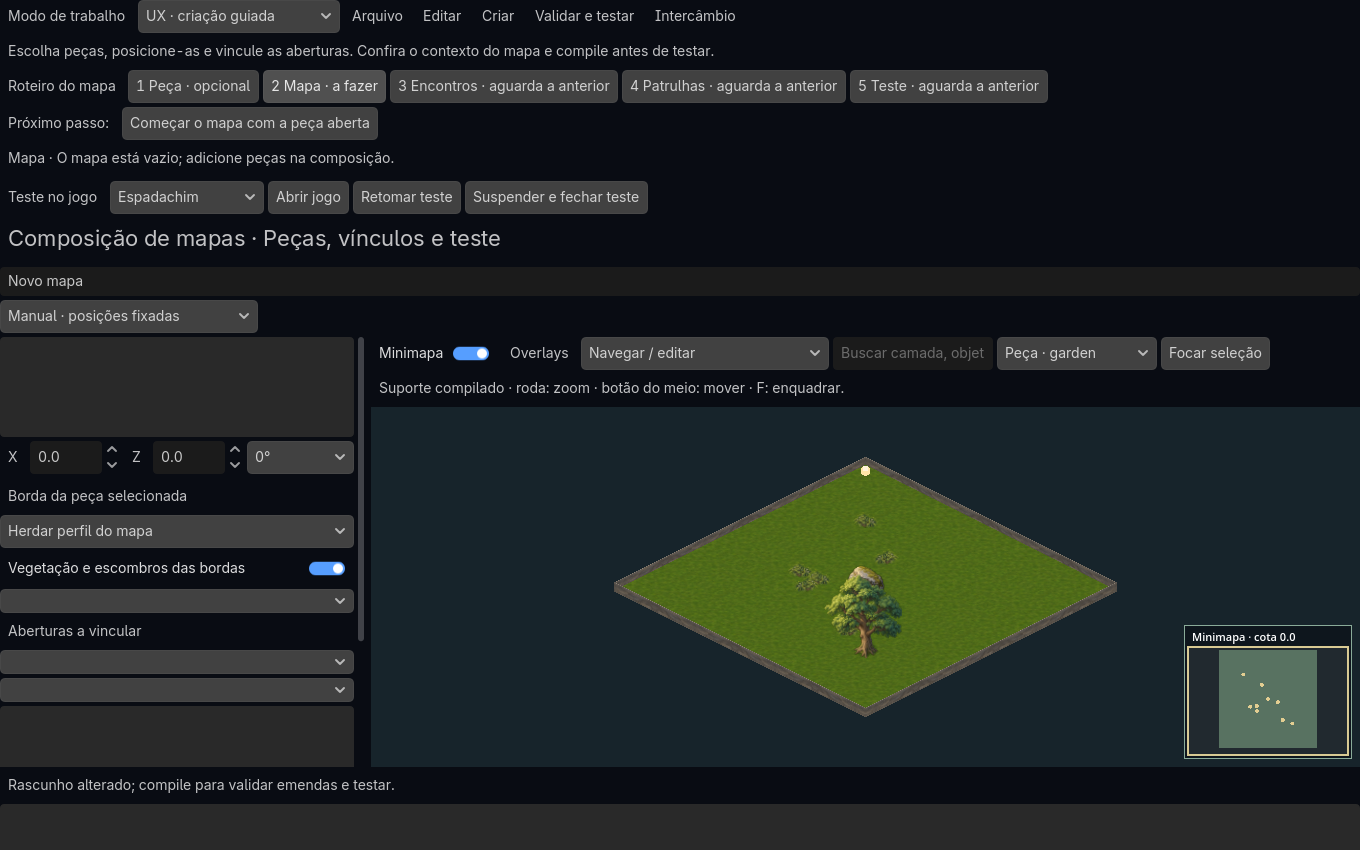 Modo de trabalho UX · criação guiada Arquivo Editar Criar Validar e testar Intercâmbio
Escolha peças, posicione-as e vincule as aberturas. Confira o contexto do mapa e compile antes de testar.
Roteiro do mapa 1 Peça · opcional 2 Mapa · a fazer 3 Encontros · aguarda a anterior 4 Patrulhas · aguarda a anterior 5 Teste · aguarda a anterior
Próximo passo: Começar o mapa com a peça aberta
Mapa · O mapa está vazio; adicione peças na composição.
Teste no jogo Espadachim Abrir jogo Retomar teste Suspender e fechar teste
Composição de mapas · Peças, vínculos e teste
Novo mapa
Manual · posições fixadas
Minimapa Overlays Navegar / editar Buscar camada, objet Peça · garden Focar seleção
Suporte compilado · roda: zoom · botão do meio: mover · F: enquadrar.
X 0.0 Z 0.0 0°
Borda da peça selecionada
Herdar perfil do mapa
Vegetação e escombros das bordas
Aberturas a vincular
Minimapa · cota 0.0
Rascunho alterado; compile para validar emendas e testar.